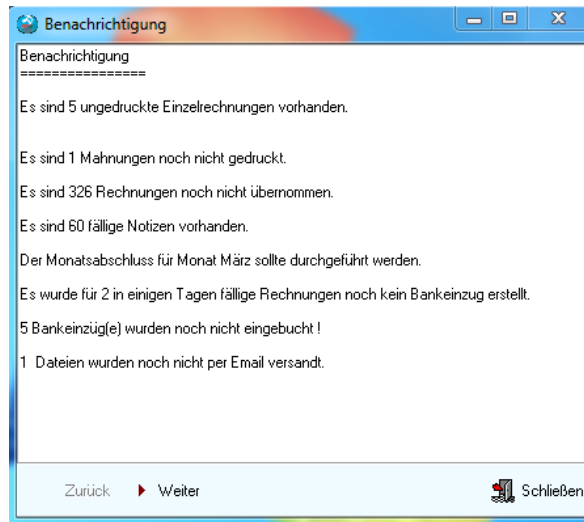 Benachrichtigung
Benachrichtigung
================
Es sind 5 ungedruckte Einzelrechnungen vorhanden.
Es sind 1 Mahnungen noch nicht gedruckt.
Es sind 326 Rechnungen noch nicht übernommen.
Es sind 60 fällige Notizen vorhanden.
Der Monatsabschluss für Monat März sollte durchgeführt werden.
Es wurde für 2 in einigen Tagen fällige Rechnungen noch kein Bankeinzug erstellt.
5 Bankeinzüg(e) wurden noch nicht eingebucht !
1  Dateien wurden noch nicht per Email versandt.
Zurück Weiter Schließen